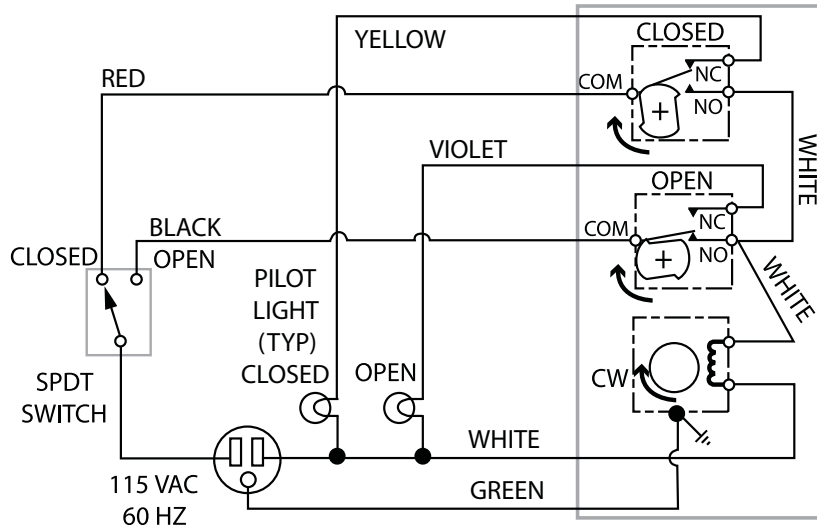 CLOSED
YELLOW
RED
COM
NC
NO
VIOLET
WHITE
OPEN
BLACK
CLOSED
OPEN
COM
NC
NO
WHITE
PILOT
LIGHT
(TYP)
CLOSED
OPEN
CW
SPDT
SWITCH
WHITE
115 VAC
60 HZ
GREEN